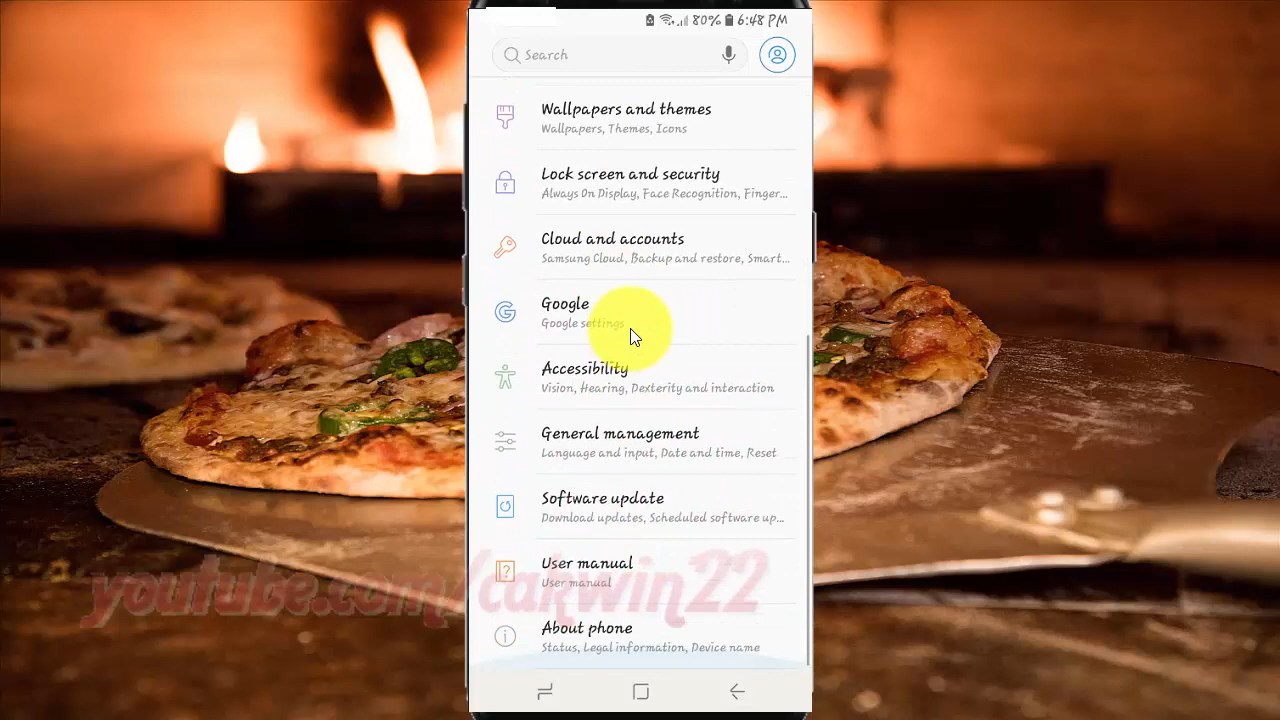 80% 6:48 PM
Search
Wallpapers and themes
Wallpapers, Themes, Icons
Lock screen and security
Always On Display, Face Recognition, Finger...
Cloud and accounts
Samsung Cloud, Backup and restore, Smart...
Google
Google settings
Accessibility
Vision, Hearing, Dexterity and interaction
General management
Language and input, Date and time, Reset
Software update
Download updates, Scheduled software up...
User manual
User manual
youtube.com/cakwin22
About phone
Status, Legal information, Device name